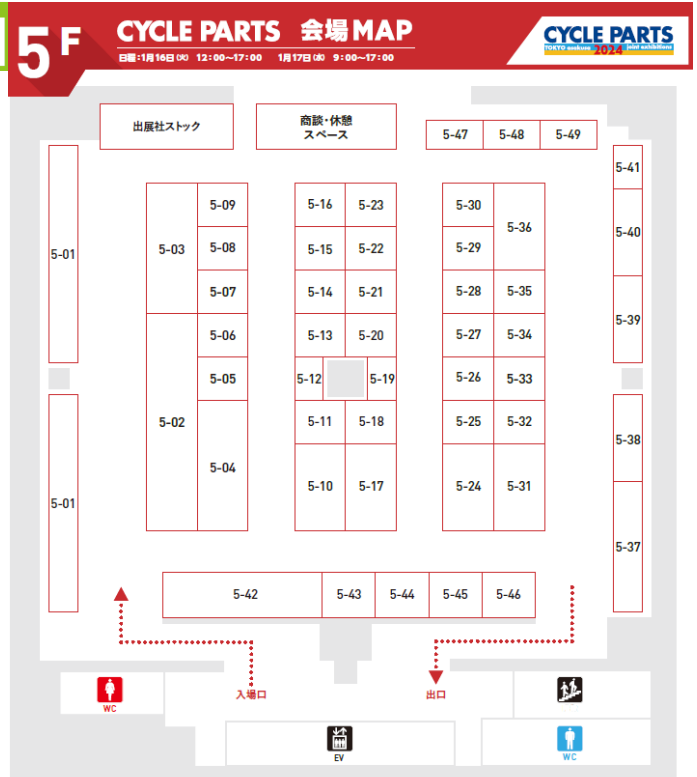 5F
CYCLE PARTS 会場MAP
日程:1月16日(火) 12:00～17:00 1月17日(水) 9:00～17:00
CYCLE PARTS
TOKYO asakusa 2024 joint exhibitions
出展社ストック
商談・休憩
スペース
5-47 5-48 5-49
5-41
5-40
5-39
5-38
5-37
5-01
5-01
5-03
5-02
5-09
5-08
5-07
5-06
5-05
5-04
5-16 5-23
5-15 5-22
5-14 5-21
5-13 5-20
5-12 5-19
5-11 5-18
5-10 5-17
5-30
5-36
5-29
5-28 5-35
5-27 5-34
5-26 5-33
5-25 5-32
5-24 5-31
5-42 5-43 5-44 5-45 5-46
入場口
出口
WC
EV
WC